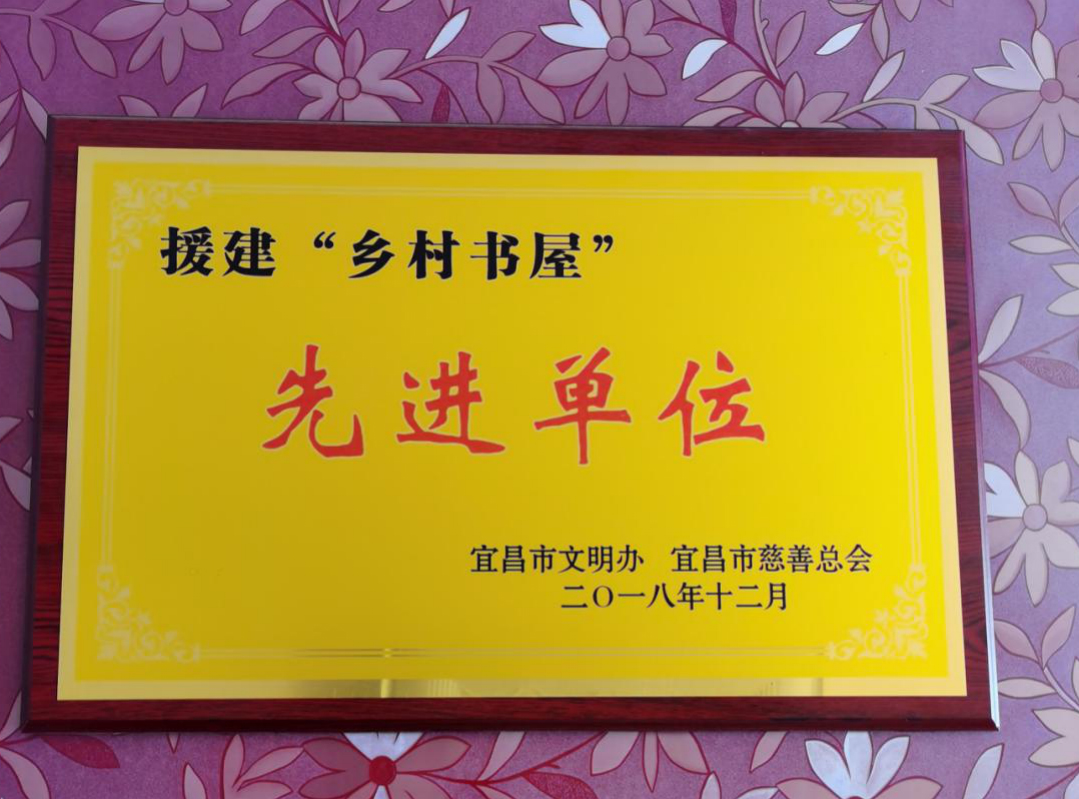 援建“乡村书屋”
先进单位
宜昌市文明办 宜昌市慈善总会
二〇一八年十二月